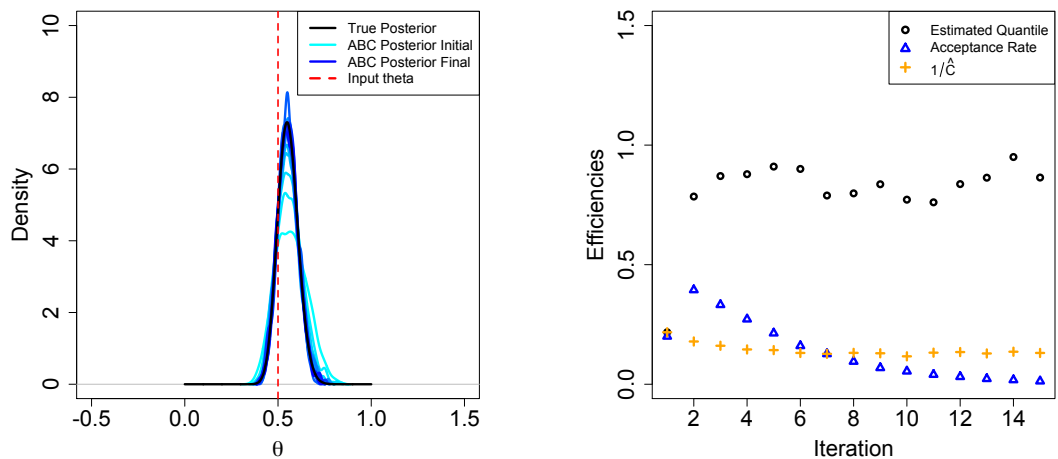 True Posterior
ABC Posterior Initial
ABC Posterior Final
Input theta
10
8
6
4
2
0
Density
-0.5 0.0 0.5 1.0 1.5
θ
Estimated Quantile
Acceptance Rate
1/Ĉ
1.5
1.0
0.5
0.0
Efficiencies
2 4 6 8 10 12 14
Iteration